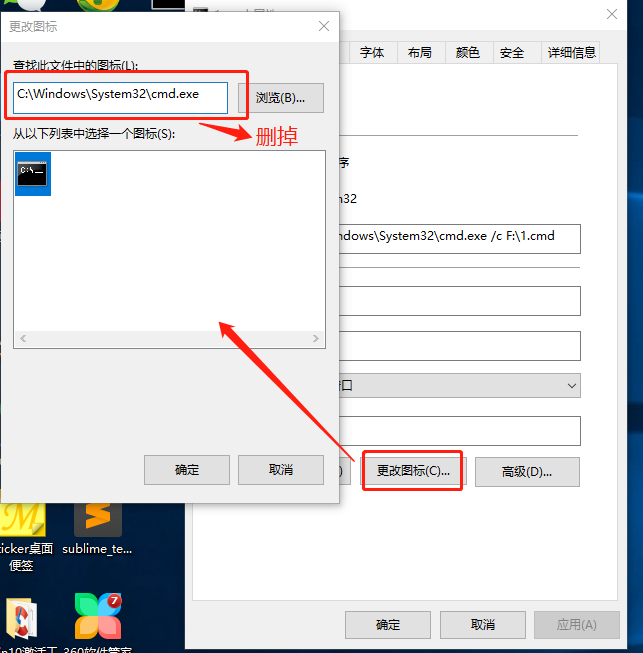 更改图标
查找此文件中的图标(L):
C:\Windows\System32\cmd.exe
浏览(B)...
删掉
从以下列表中选择一个图标(S):
C:\
确定
取消
字体
布局
颜色
安全
详细信息
序
m32
ndows\System32\cmd.exe /c F:\1.cmd
口
更改图标(C)...
高级(D)...
确定
取消
应用(A)
ticker桌面
便签
sublime_te...
7
n10激活工
360软件管家